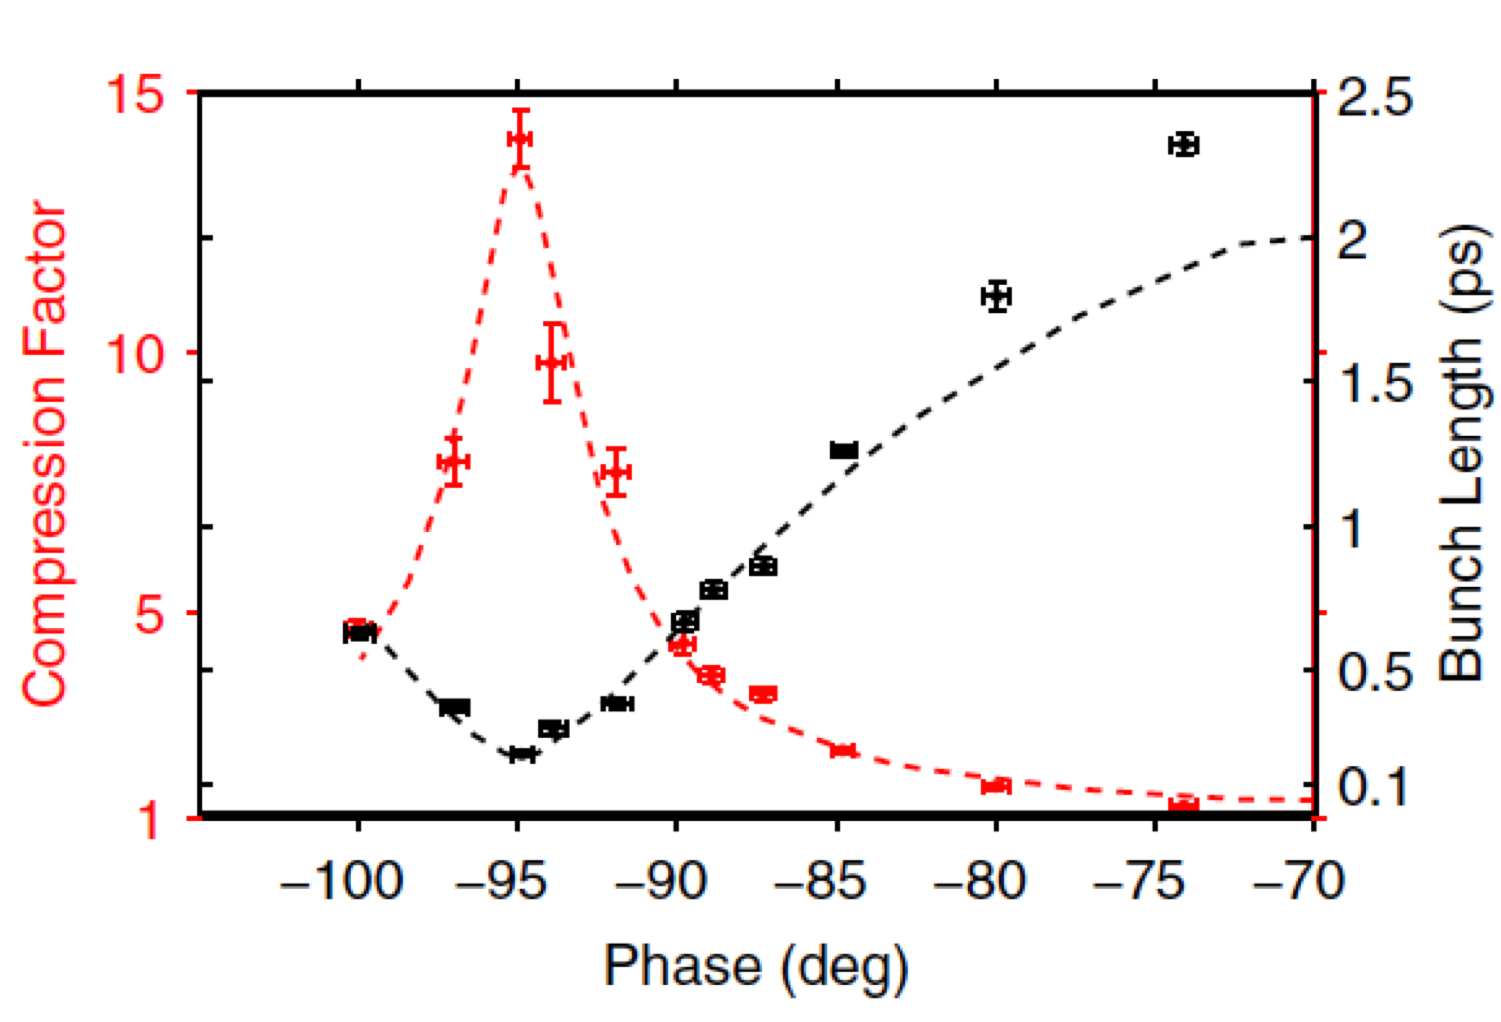 Compression Factor
15
10
5
1
2.5
2
1.5
1
0.5
0.1
Bunch Length (ps)
−100 −95 −90 −85 −80 −75 −70
Phase (deg)